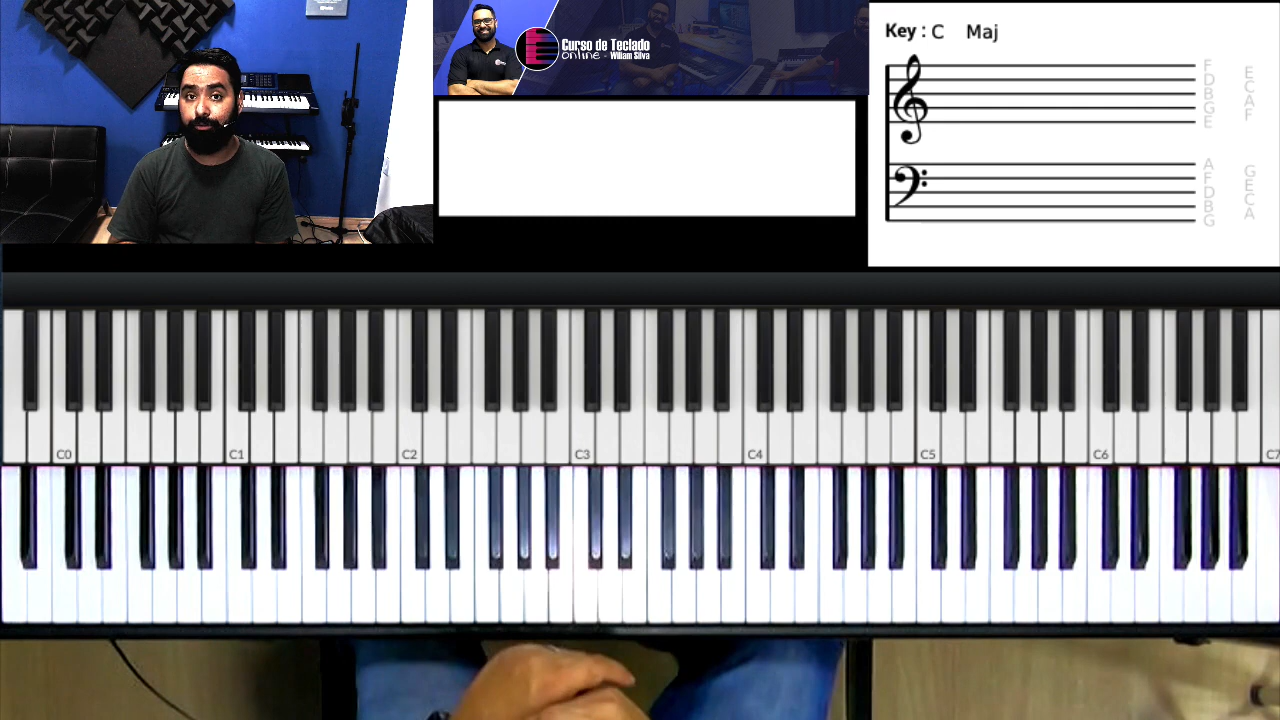 Curso de Teclado
online - Wiliam Silva
Key : C Maj
F
D
B
G
E
E
C
A
F
A
F
D
B
G
G
E
C
A
C0 C1 C2 C3 C4 C5 C6 C7